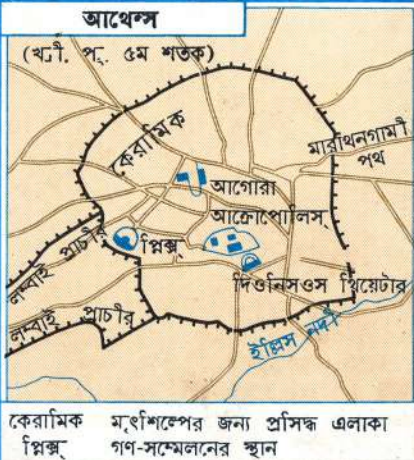 আথেন্স
(খ্রী. পূ. ৫ম শতক)
কেরামিক
মারাথনগামী
পথ
আগোরা
আক্রোপোলিস্
প্নিক্স্
লম্বাই প্রাচীর
দিওনিসওস থিয়েটার
লম্বাই প্রাচীর
ইল্লিস নদী
কেরামিক মৃৎশিল্পের জন্য প্রসিদ্ধ এলাকা
প্নিক্স্ গণ-সম্মেলনের স্থান